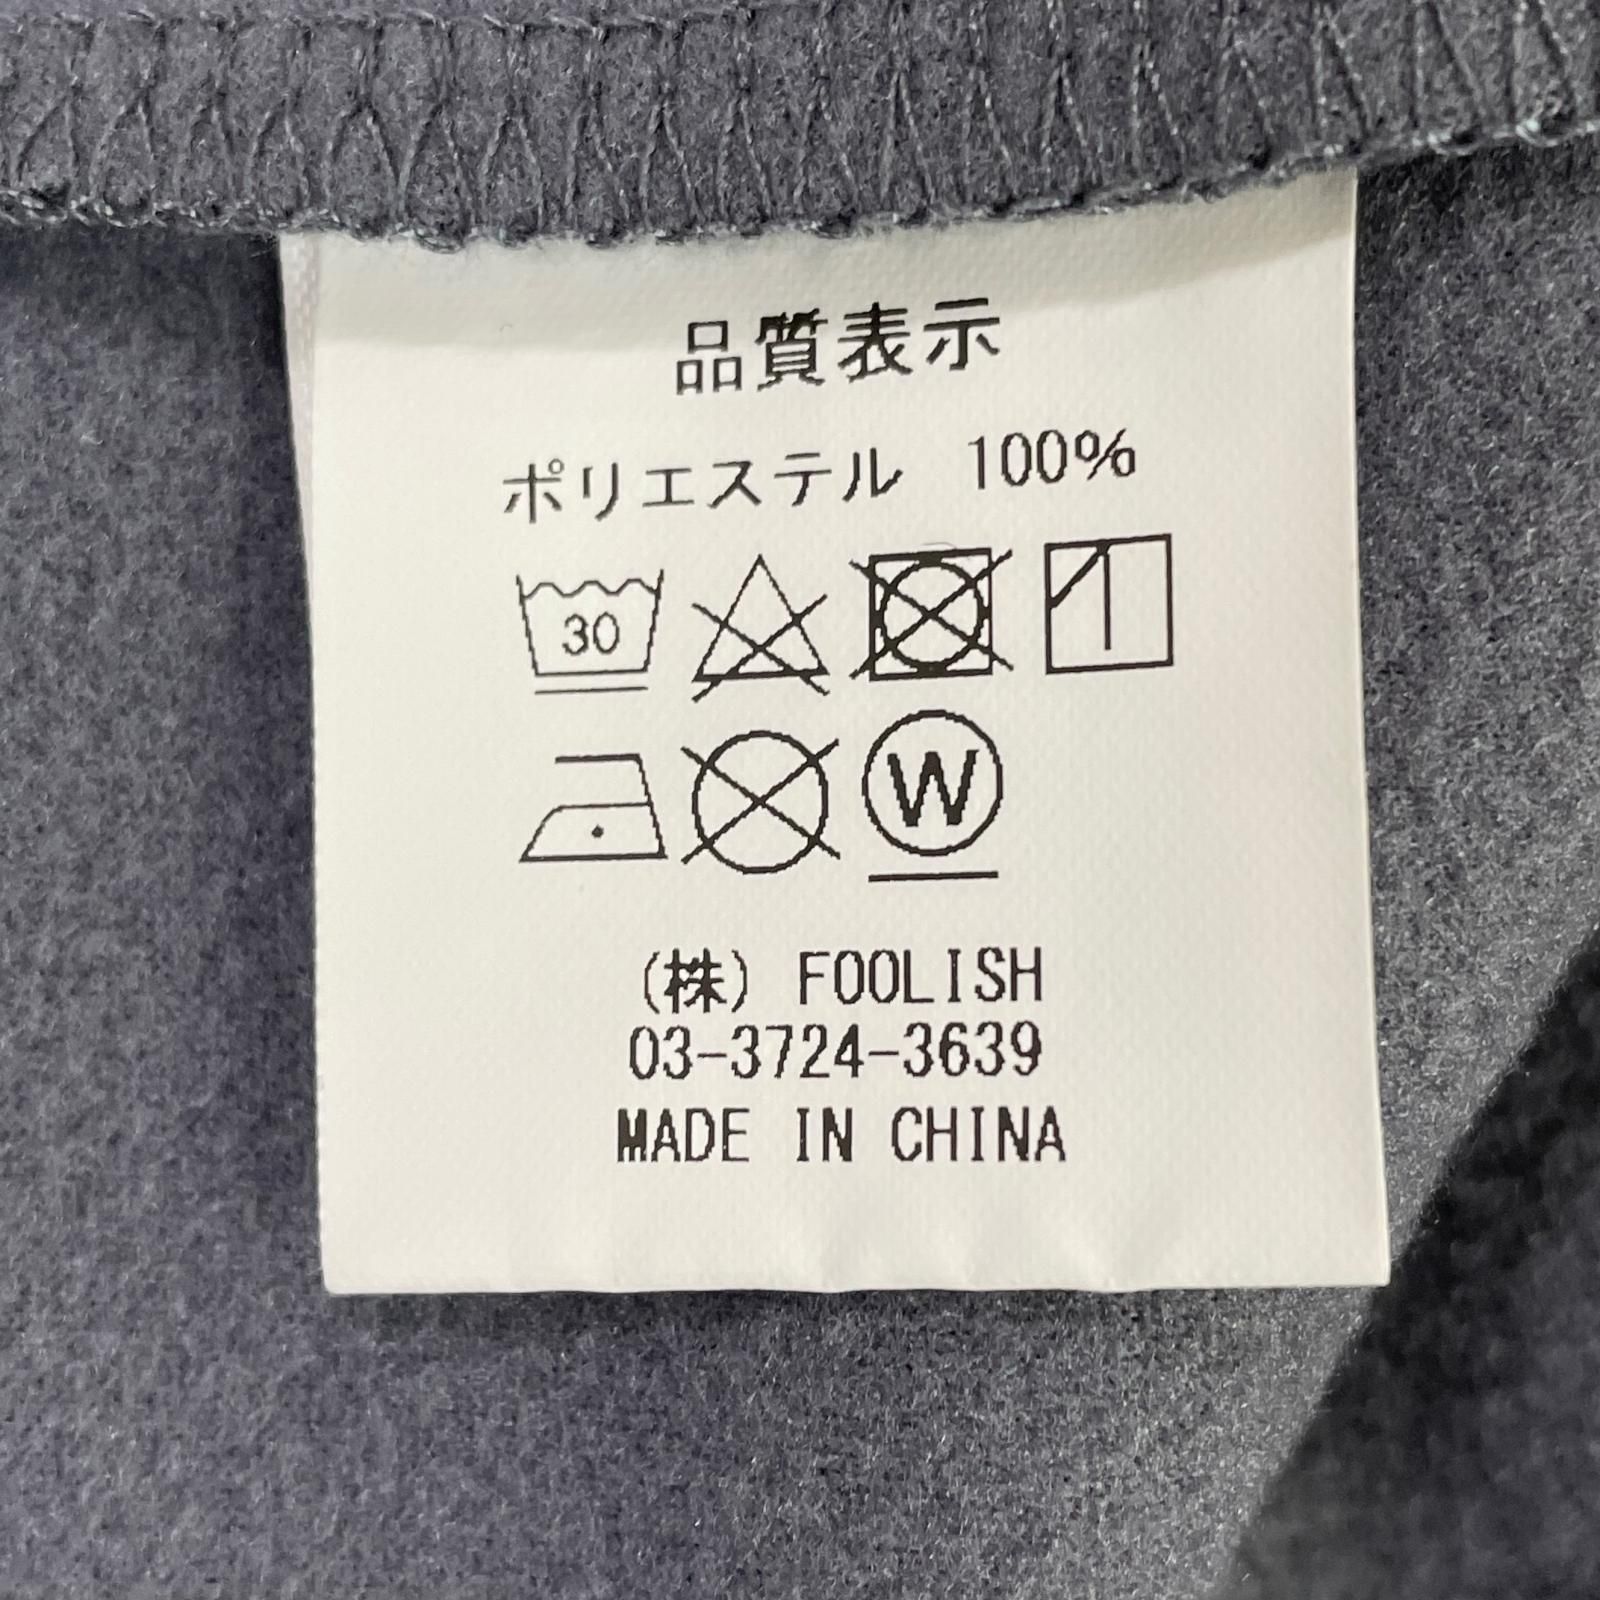 品質表示
ポリエステル 100%
30
W
(株) FOOLISH
03-3724-3639
MADE IN CHINA